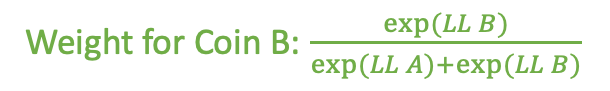 Weight for Coin B: exp(LL B)
exp(LL A)+exp(LL B)